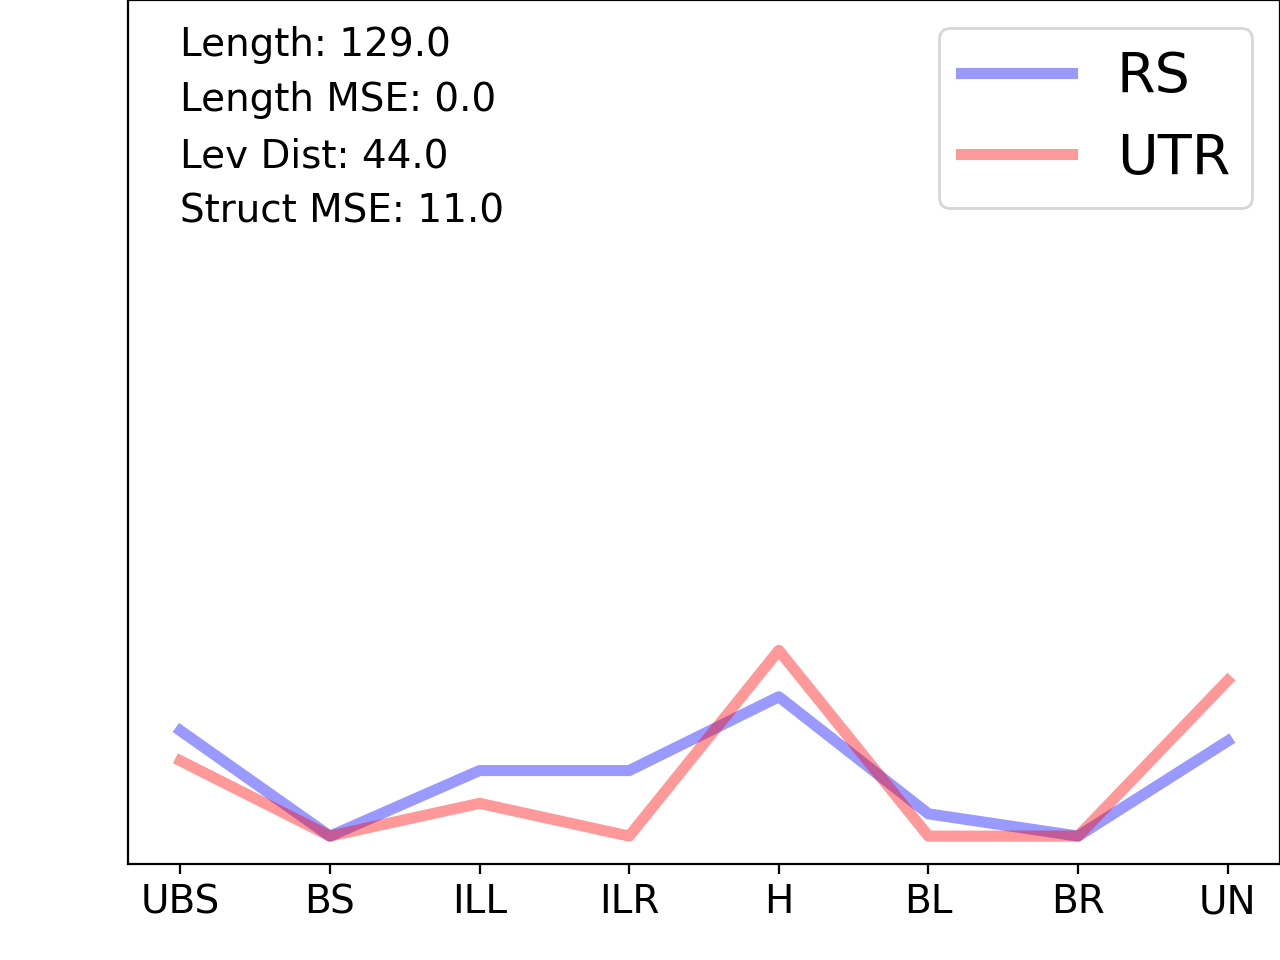 Length: 129.0
Length MSE: 0.0
Lev Dist: 44.0
Struct MSE: 11.0
RS
UTR
UBS BS ILL ILR H BL BR UN